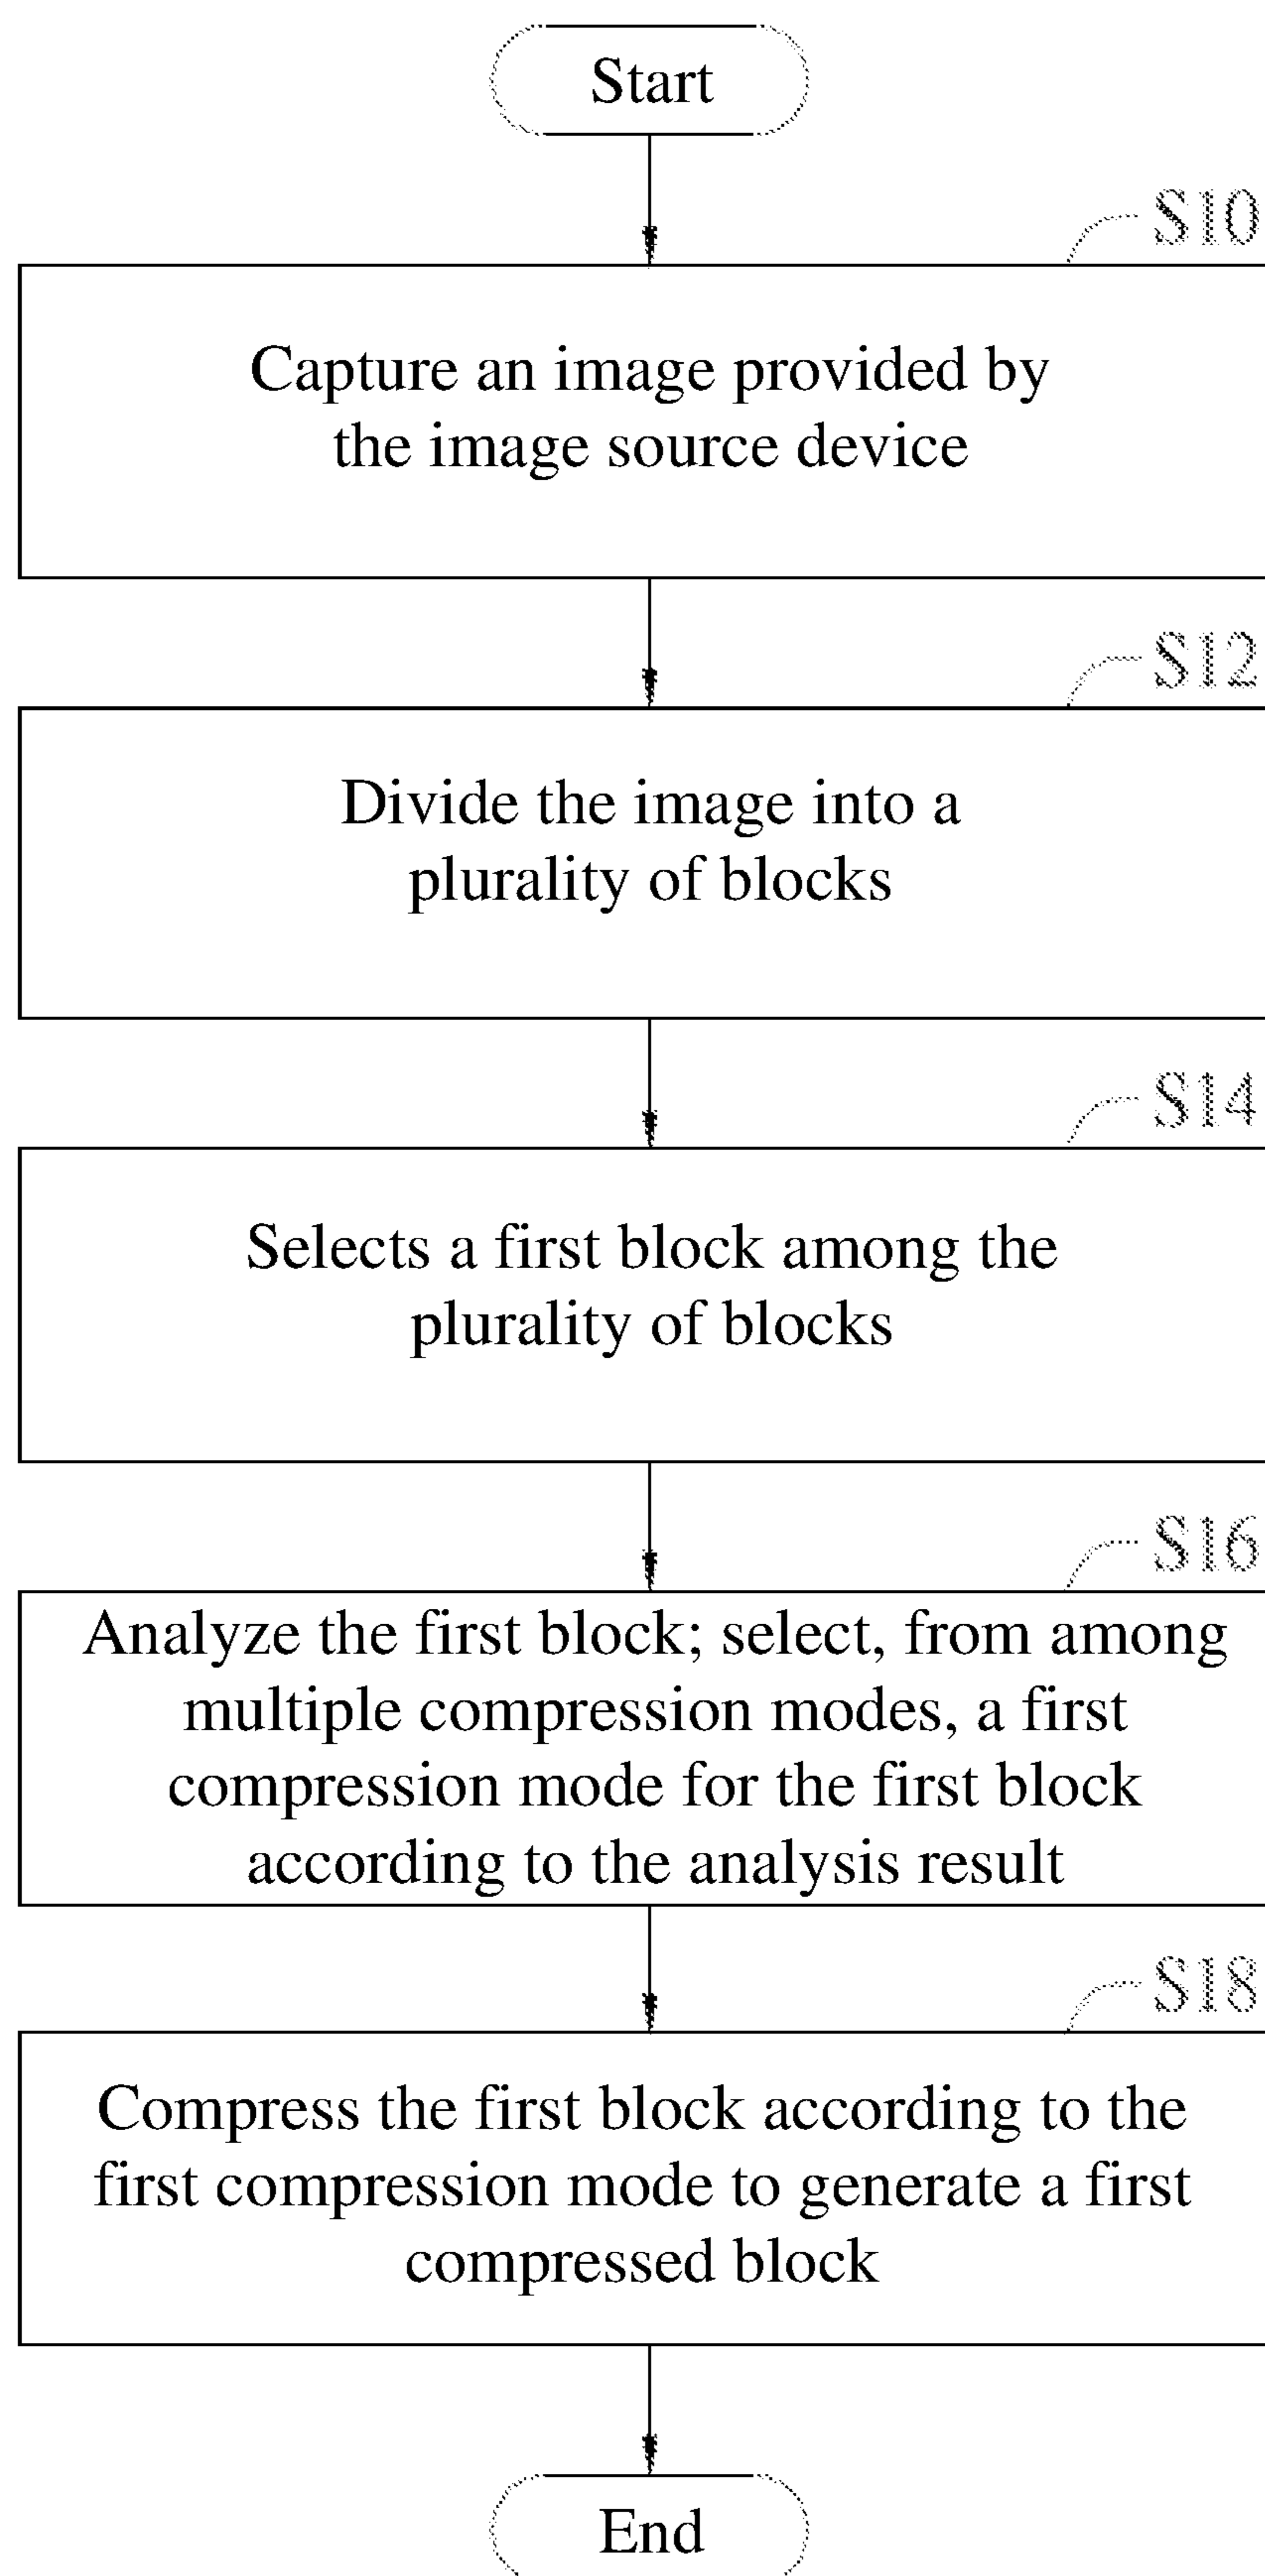 Start
S10
Capture an image provided by
the image source device
S12
Divide the image into a
plurality of blocks
S14
Selects a first block among the
plurality of blocks
S16
Analyze the first block; select, from among
multiple compression modes, a first
compression mode for the first block
according to the analysis result
S18
Compress the first block according to the
first compression mode to generate a first
compressed block
End